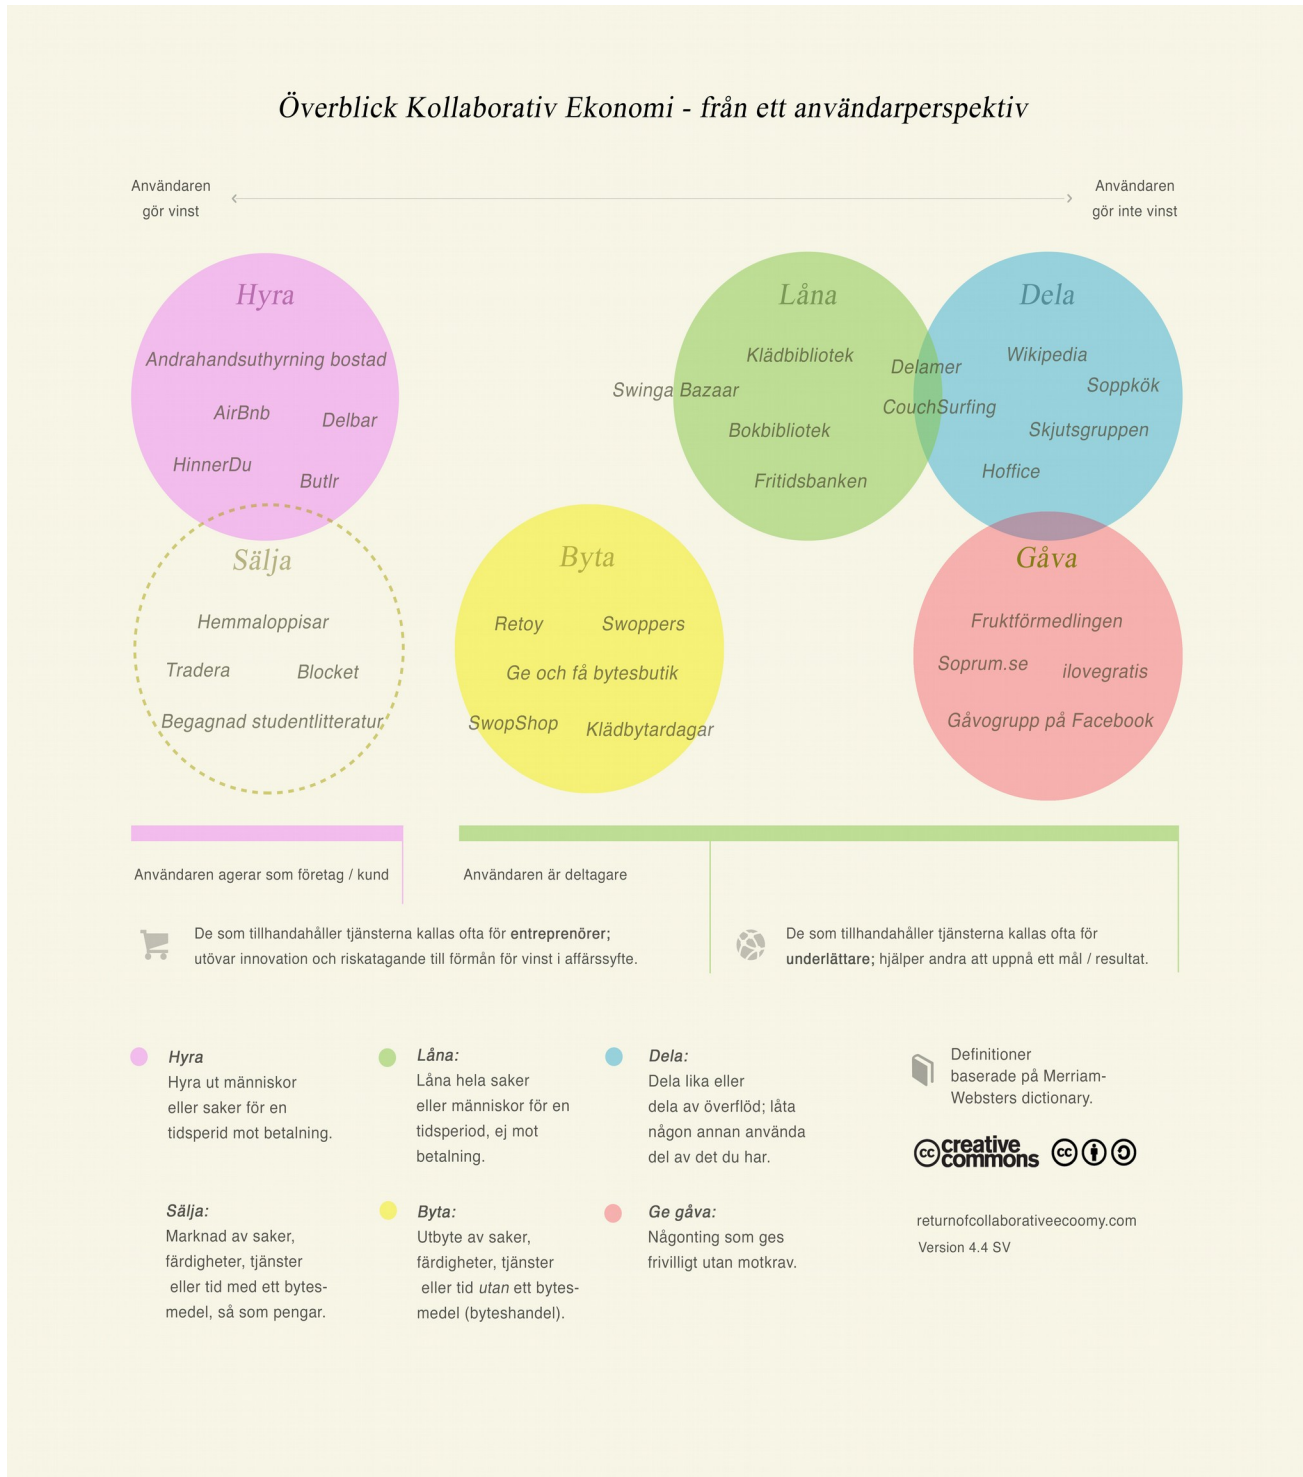 Överblick Kollaborativ Ekonomi - från ett användarperspektiv
Användaren
gör vinst
Användaren
gör inte vinst
Hyra
Andrahandsuthyrning bostad
AirBnb
Delbar
HinnerDu
Butlr
Låna
Klädbibliotek
Swinga Bazaar
Bokbibliotek
Fritidsbanken
Delamer
CouchSurfing
Dela
Wikipedia
Soppkök
Skjutsgruppen
Hoffice
Sälja
Hemmaloppisar
Tradera
Blocket
Begagnad studentlitteratur
Byta
Retoy
Swoppers
Ge och få bytesbutik
SwopShop
Klädbytardagar
Gåva
Fruktförmedlingen
Soprum.se
ilovegratis
Gåvogrupp på Facebook
Användaren agerar som företag / kund
Användaren är deltagare
De som tillhandahåller tjänsterna kallas ofta för entreprenörer;
utövar innovation och riskatagande till förmån för vinst i affärssyfte.
De som tillhandahåller tjänsterna kallas ofta för
underlättare; hjälper andra att uppnå ett mål / resultat.
Hyra
Hyra ut människor
eller saker för en
tidsperid mot betalning.
Låna:
Låna hela saker
eller människor för en
tidsperiod, ej mot
betalning.
Dela:
Dela lika eller
dela av överflöd; låta
någon annan använda
del av det du har.
Definitioner
baserade på Merriam-
Websters dictionary.
cc creative
commons
cc
Sälja:
Marknad av saker,
färdigheter, tjänster
eller tid med ett bytes-
medel, så som pengar.
Byta:
Utbyte av saker,
färdigheter, tjänster
eller tid utan ett bytes-
medel (byteshandel).
Ge gåva:
Någonting som ges
frivilligt utan motkrav.
returnofcollaborativeecoomy.com
Version 4.4 SV